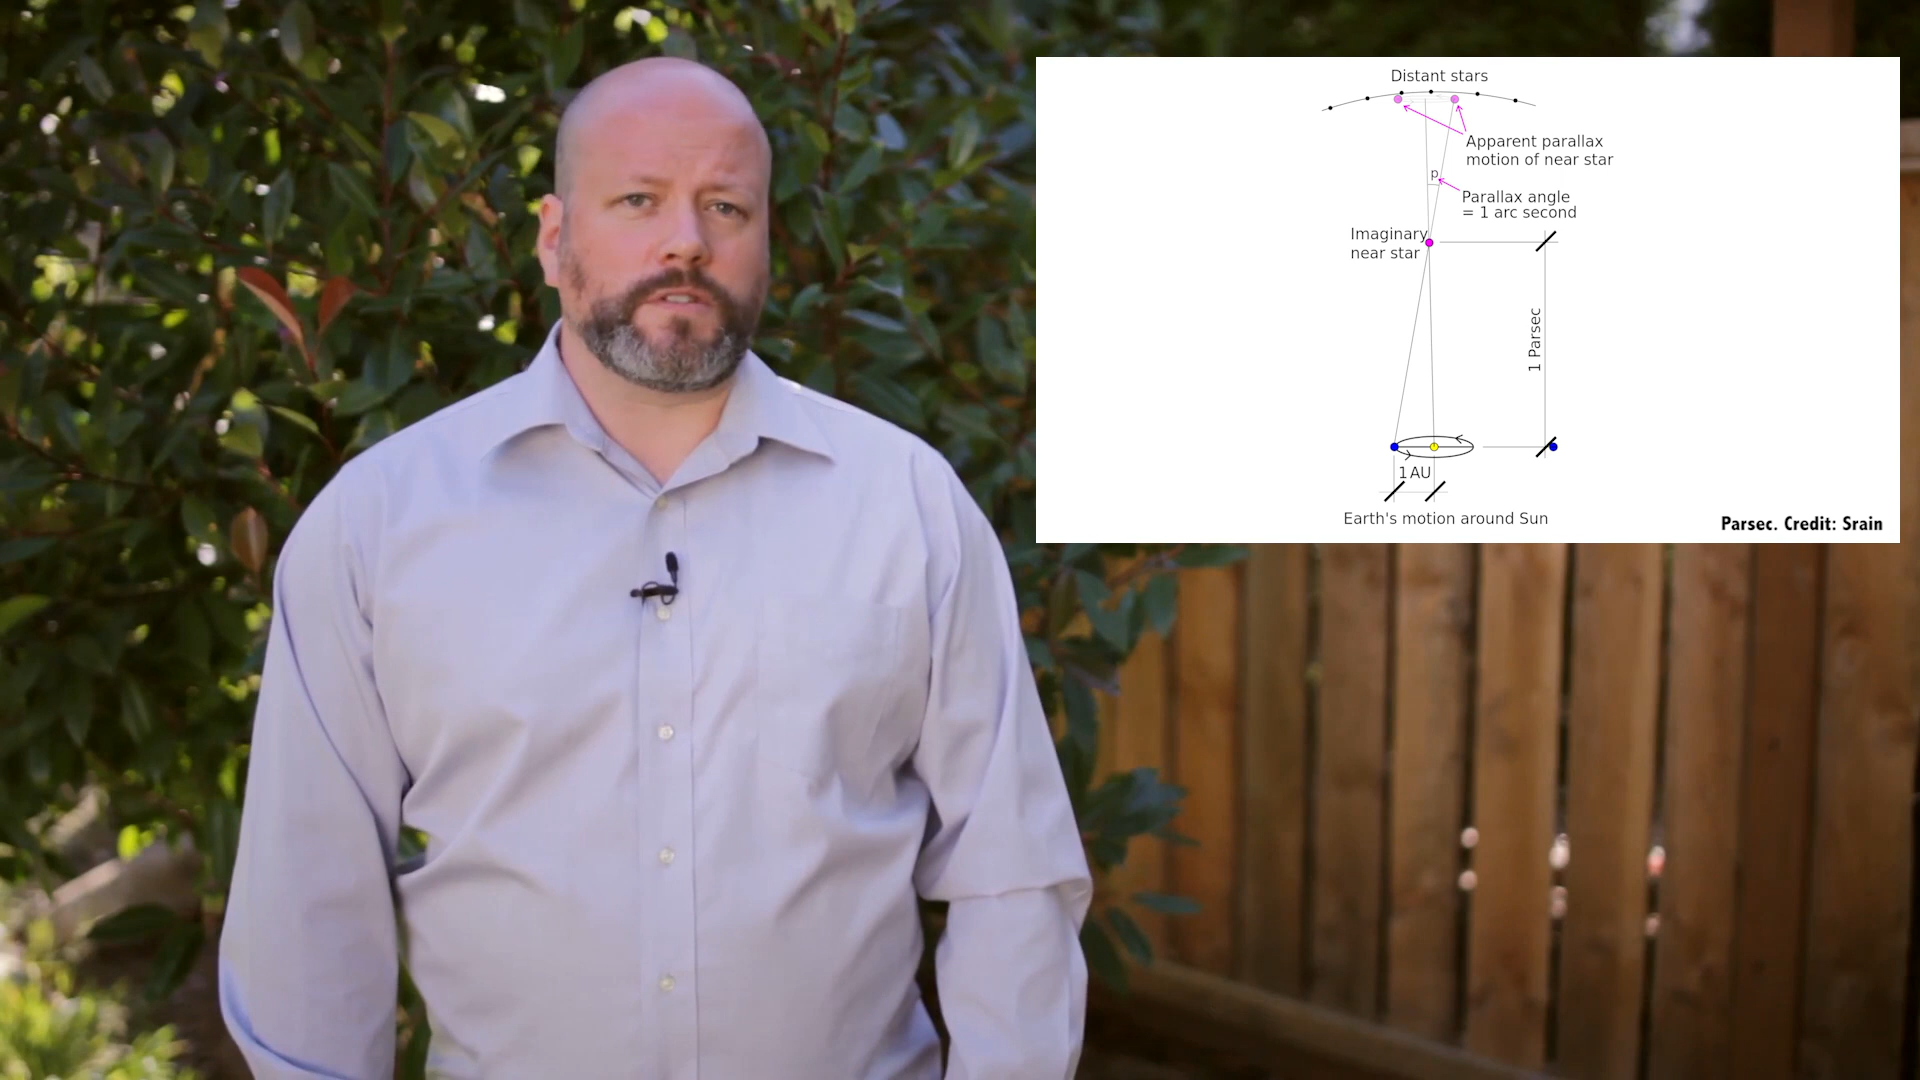 Distant stars
Apparent parallax
motion of near star
p
Parallax angle
= 1 arc second
Imaginary
near star
1 Parsec
1 AU
Earth's motion around Sun
Parsec. Credit: Srain